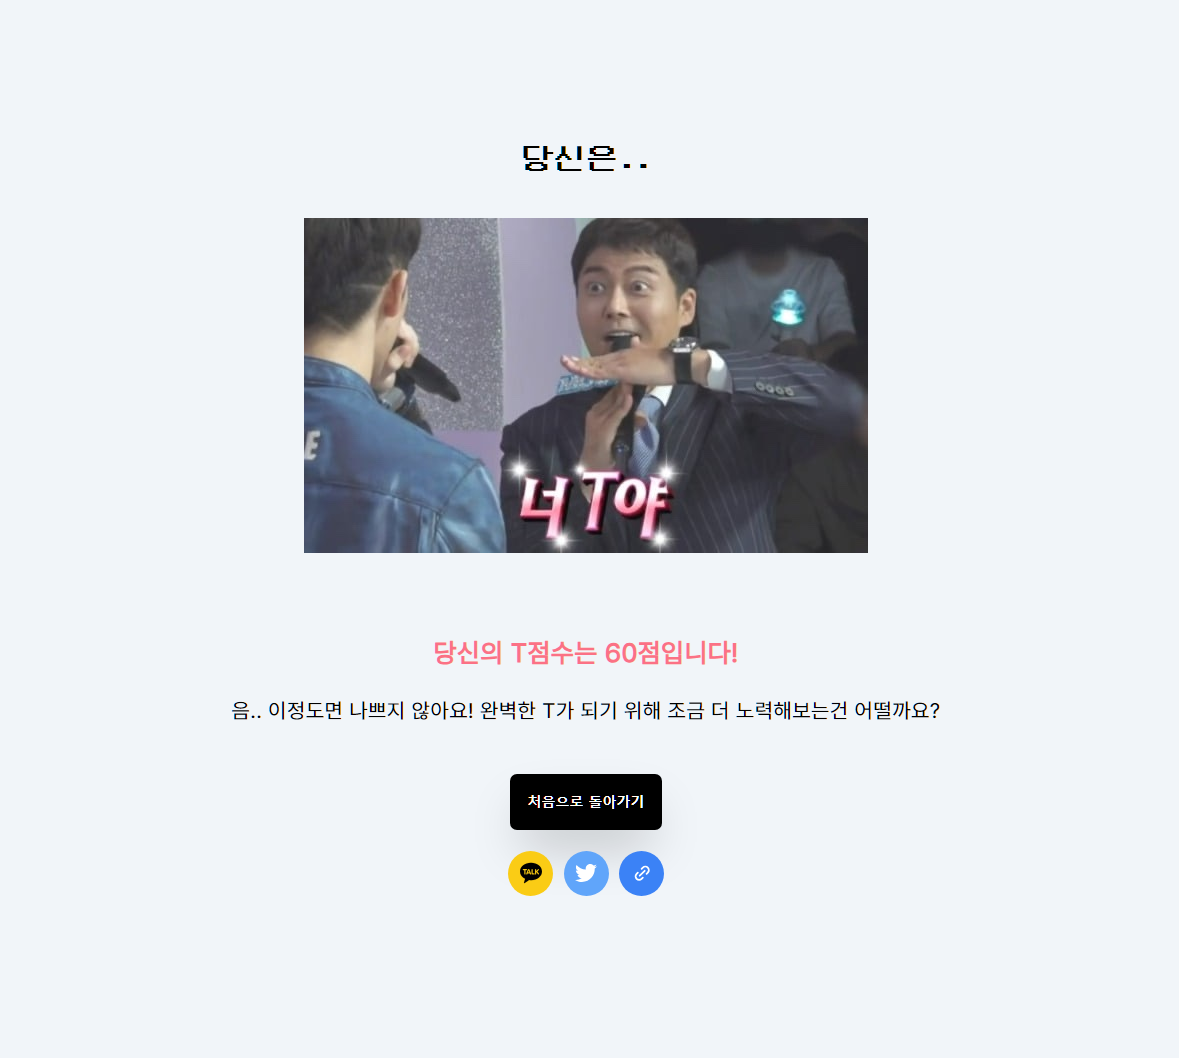 당신은..
E
너 T야
당신의 T점수는 60점입니다!
음.. 이정도면 나쁘지 않아요! 완벽한 T가 되기 위해 조금 더 노력해보는건 어떨까요?
처음으로 돌아가기
TALK